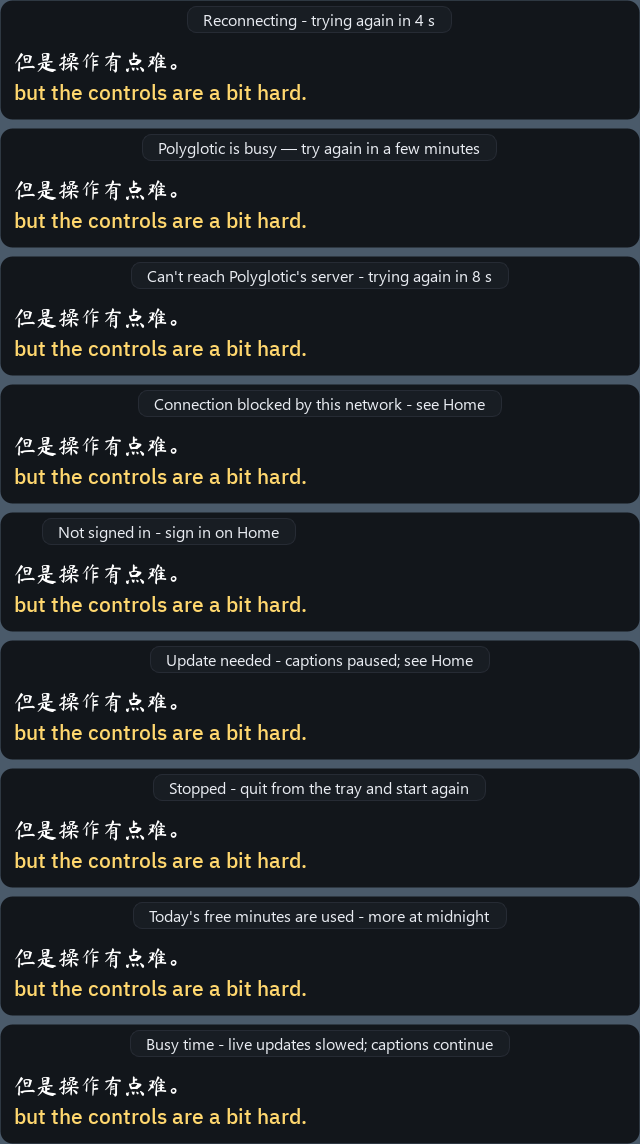 Reconnecting - trying again in 4 s
但是操作有点难。
but the controls are a bit hard.
Polyglotic is busy — try again in a few minutes
但是操作有点难。
but the controls are a bit hard.
Can't reach Polyglotic's server - trying again in 8 s
但是操作有点难。
but the controls are a bit hard.
Connection blocked by this network - see Home
但是操作有点难。
but the controls are a bit hard.
Not signed in - sign in on Home
但是操作有点难。
but the controls are a bit hard.
Update needed - captions paused; see Home
但是操作有点难。
but the controls are a bit hard.
Stopped - quit from the tray and start again
但是操作有点难。
but the controls are a bit hard.
Today's free minutes are used - more at midnight
但是操作有点难。
but the controls are a bit hard.
Busy time - live updates slowed; captions continue
但是操作有点难。
but the controls are a bit hard.